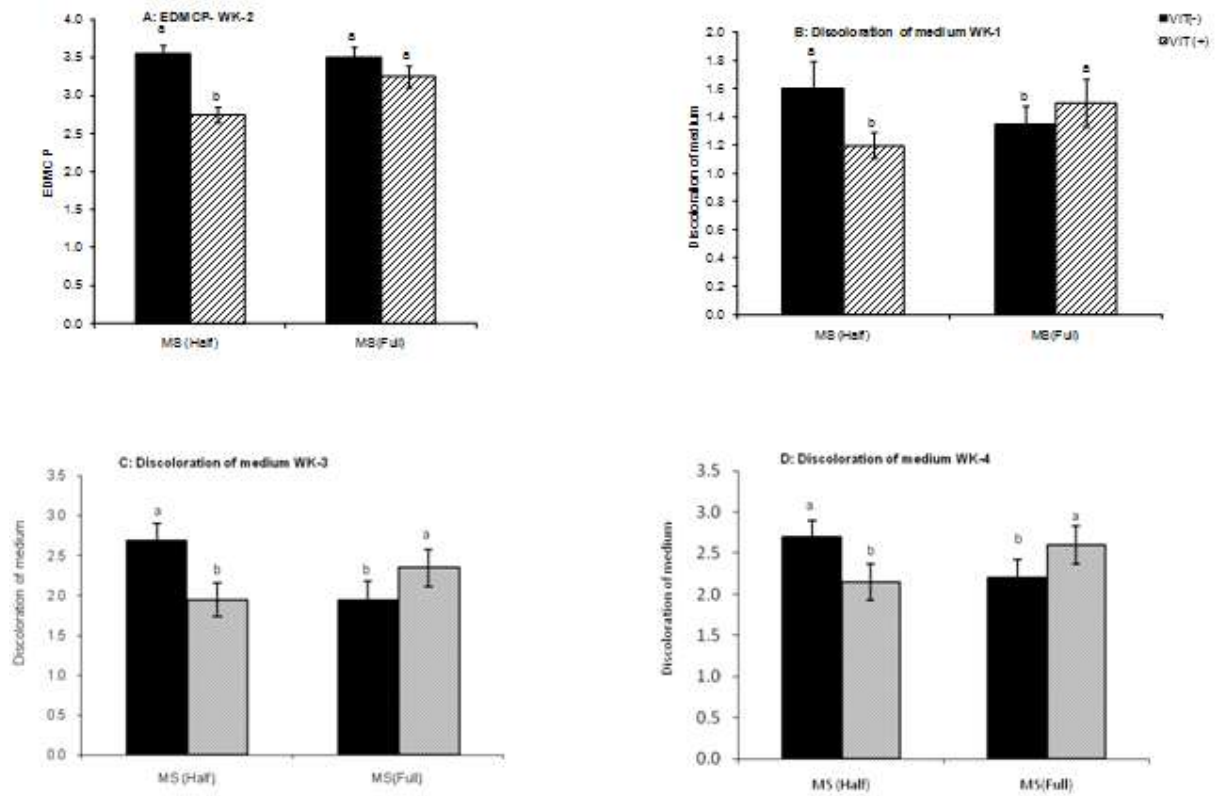 A: EDMCP- WK-2
4.0
3.5
3.0
2.5
2.0
1.5
1.0
0.5
0.0
EDMCP
a
b
a
a
MS (Half)
MS(Full)
B: Discoloration of medium WK-1
VIT(-)
VIT (+)
2.0
1.8
1.6
1.4
1.2
1.0
0.8
0.6
0.4
0.2
0.0
Discoloration of medium
a
b
b
a
MS (Half)
MS(Full)
C: Discoloration of medium WK-3
3.5
3.0
2.5
2.0
1.5
1.0
0.5
0.0
Discoloration of medium
a
b
b
a
MS (Half)
MS(Full)
D: Discoloration of medium WK-4
3.5
3.0
2.5
2.0
1.5
1.0
0.5
0.0
Discoloration of medium
a
b
b
a
MS (Half)
MS(Full)